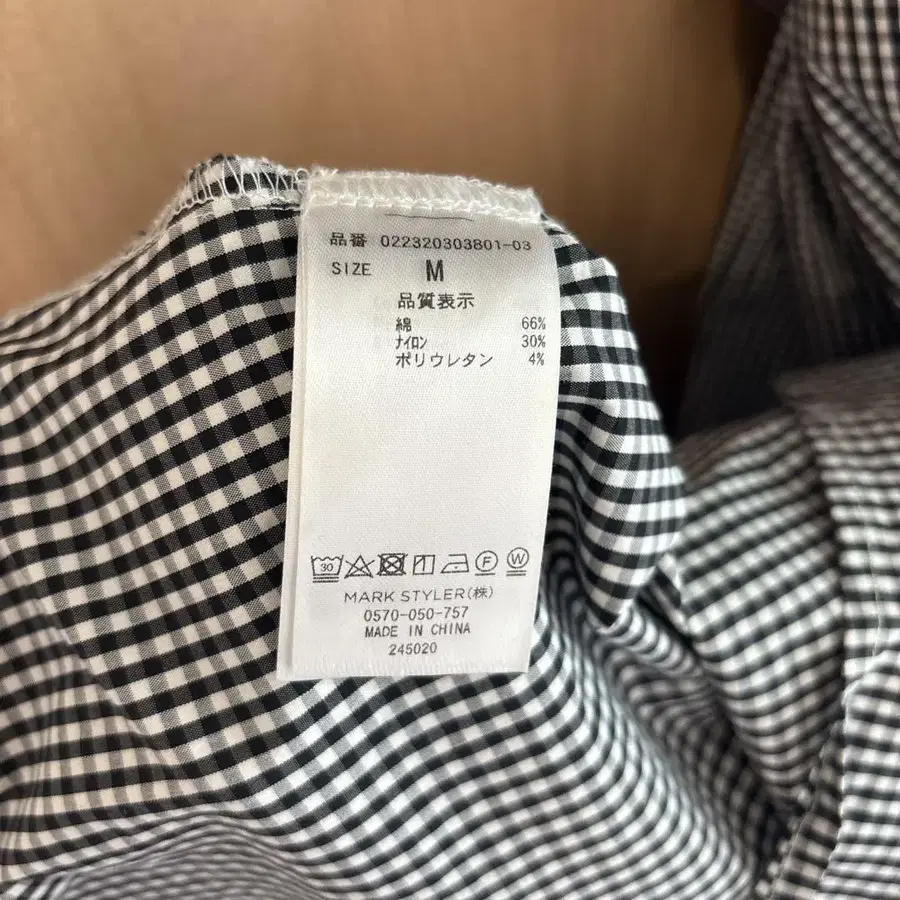 品番 022320303801-03
SIZE M
品質表示
綿 66%
ナイロン 30%
ポリウレタン 4%
30 F W
MARK STYLER(株)
0570-050-757
MADE IN CHINA
245020